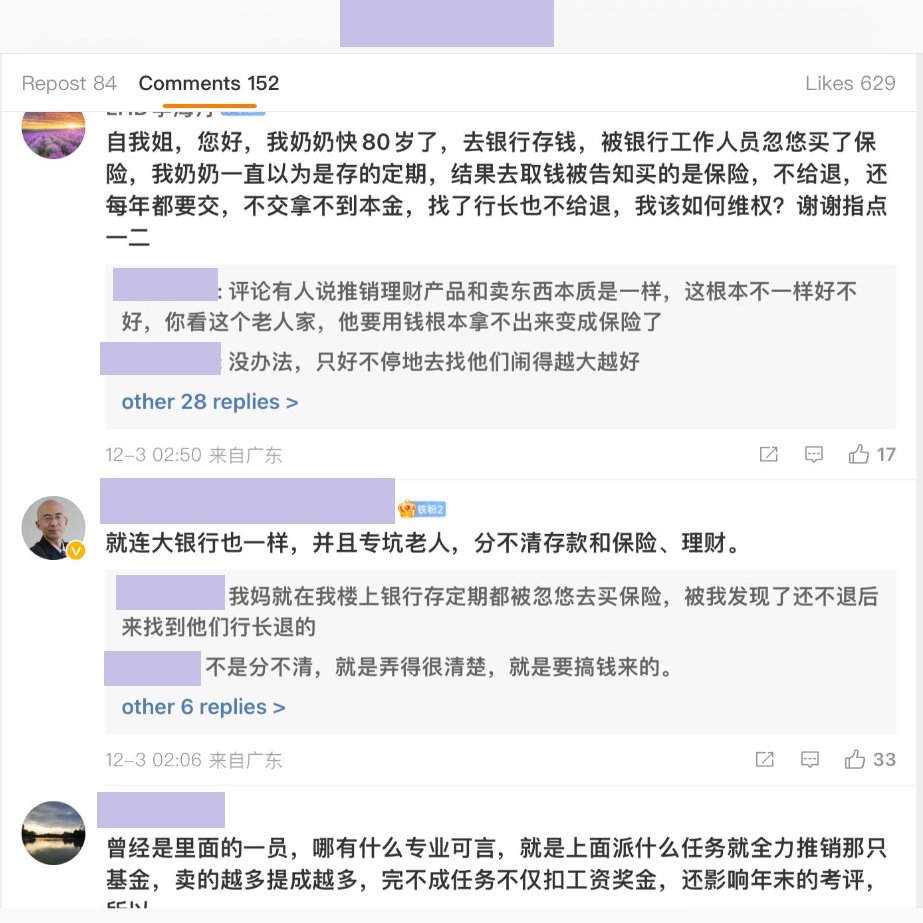 Repost 84 Comments 152 Likes 629
自我姐，您好，我奶奶快80岁了，去银行存钱，被银行工作人员忽悠买了保
险，我奶奶一直以为是存的定期，结果去取钱被告知买的是保险，不给退，还
每年都要交，不交拿不到本金，找了行长也不给退，我该如何维权？谢谢指点
一二
: 评论有人说推销理财产品和卖东西本质是一样，这根本不一样好不
好，你看这个老人家，他要用钱根本拿不出来变成保险了
: 没办法，只好不停地去找他们闹得越大越好
other 28 replies >
12-3 02:50 来自广东
17
铁粉2
就连大银行也一样，并且专坑老人，分不清存款和保险、理财。
我妈就在我楼上银行存定期都被忽悠去买保险，被我发现了还不退后
来找到他们行长退的
不是分不清，就是弄得很清楚，就是要搞钱来的。
other 6 replies >
12-3 02:06 来自广东
33
曾经是里面的一员，哪有什么专业可言，就是上面派什么任务就全力推销那只
基金，卖的越多提成越多，完不成任务不仅扣工资奖金，还影响年末的考评，